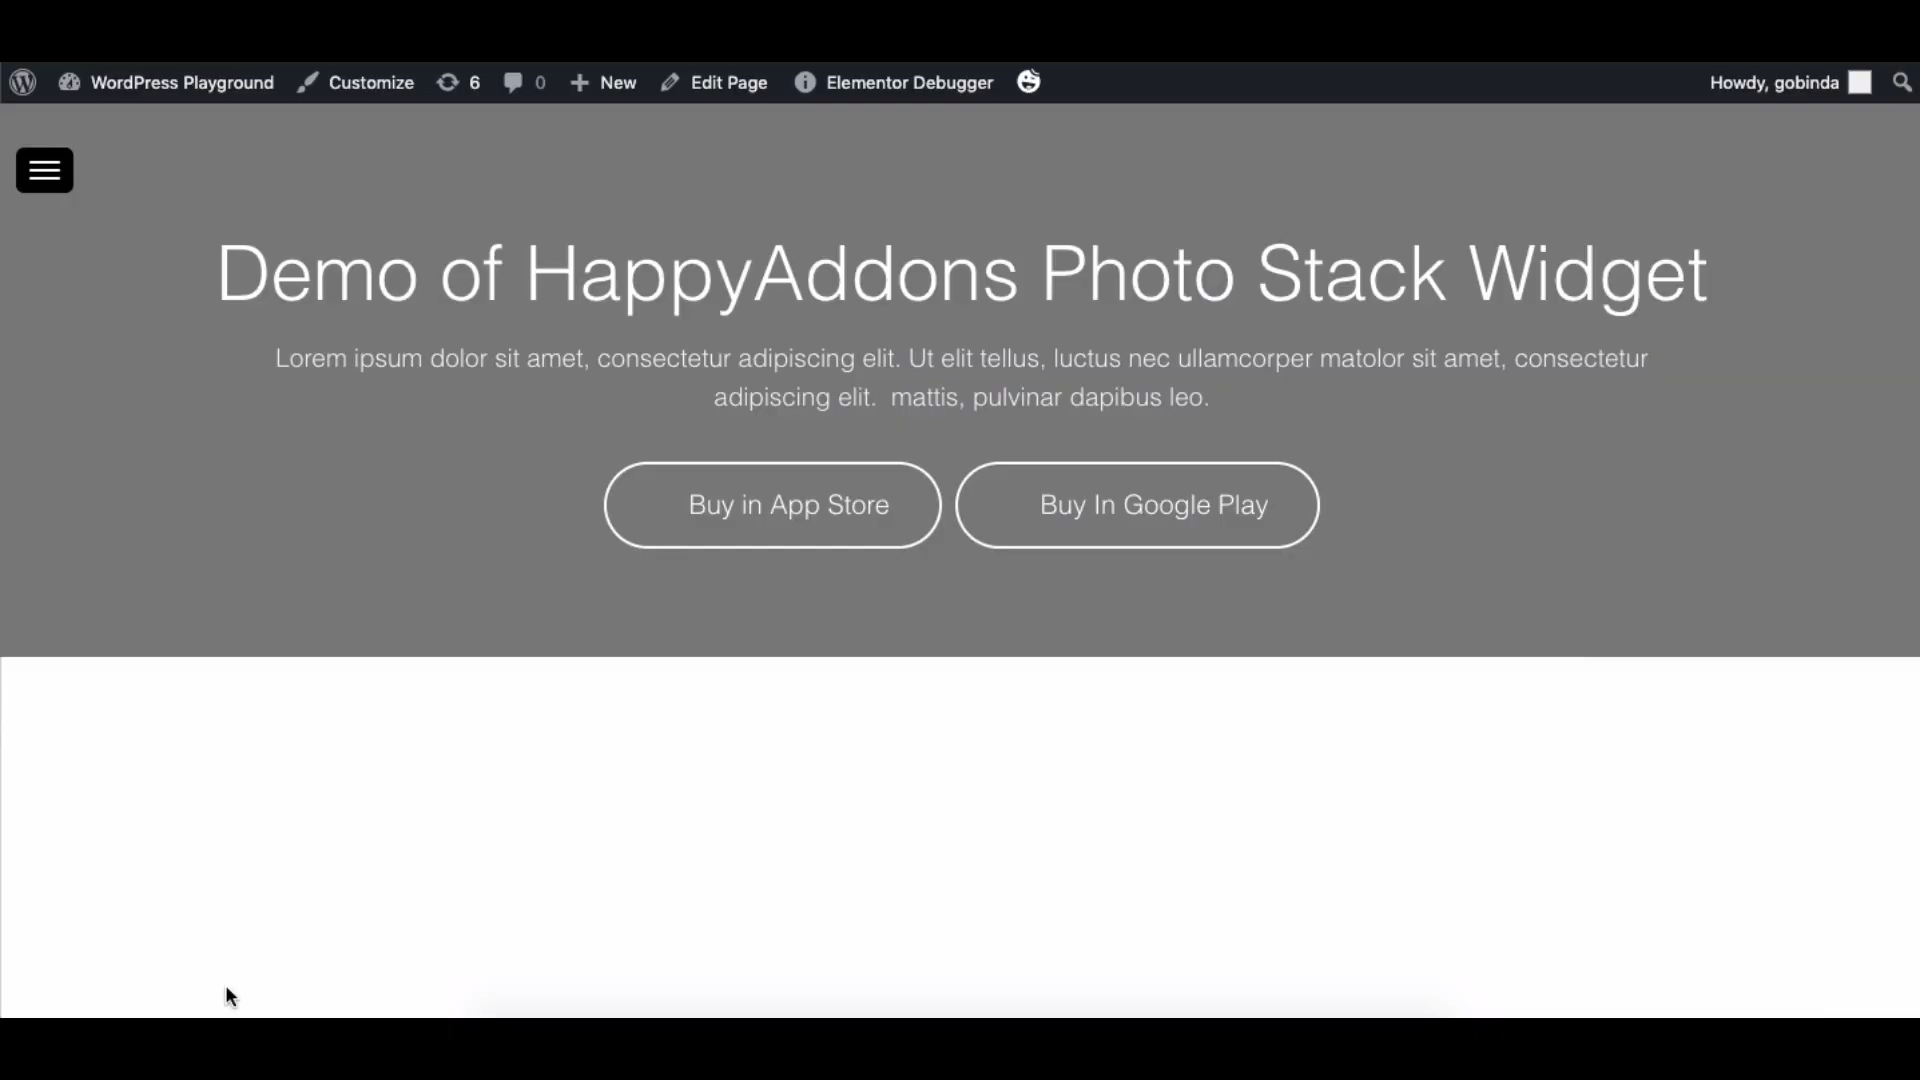 WordPress Playground Customize 6 0 New Edit Page Elementor Debugger Howdy, gobinda
Demo of HappyAddons Photo Stack Widget
Lorem ipsum dolor sit amet, consectetur adipiscing elit. Ut elit tellus, luctus nec ullamcorper matolor sit amet, consectetur
adipiscing elit.  mattis, pulvinar dapibus leo.
Buy in App Store Buy In Google Play